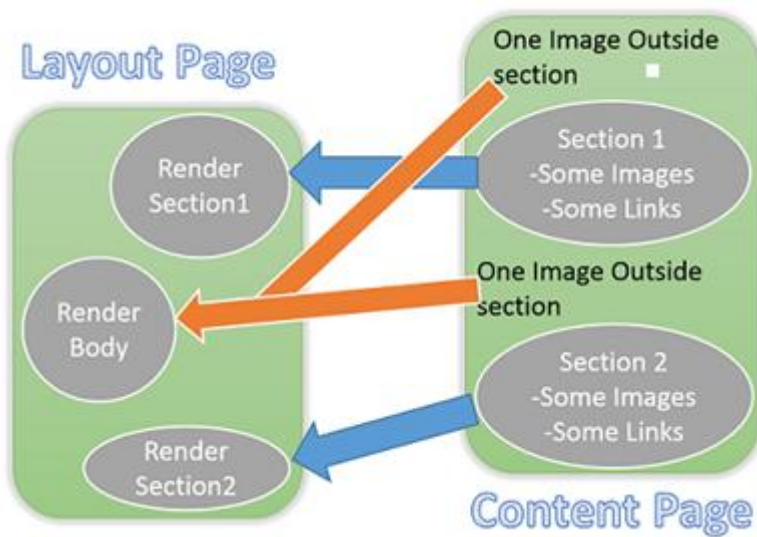 Layout Page
Render
Section1
Render
Body
Render
Section2
One Image Outside
section
Section 1
-Some Images
-Some Links
One Image Outside
section
Section 2
-Some Images
-Some Links
Content Page